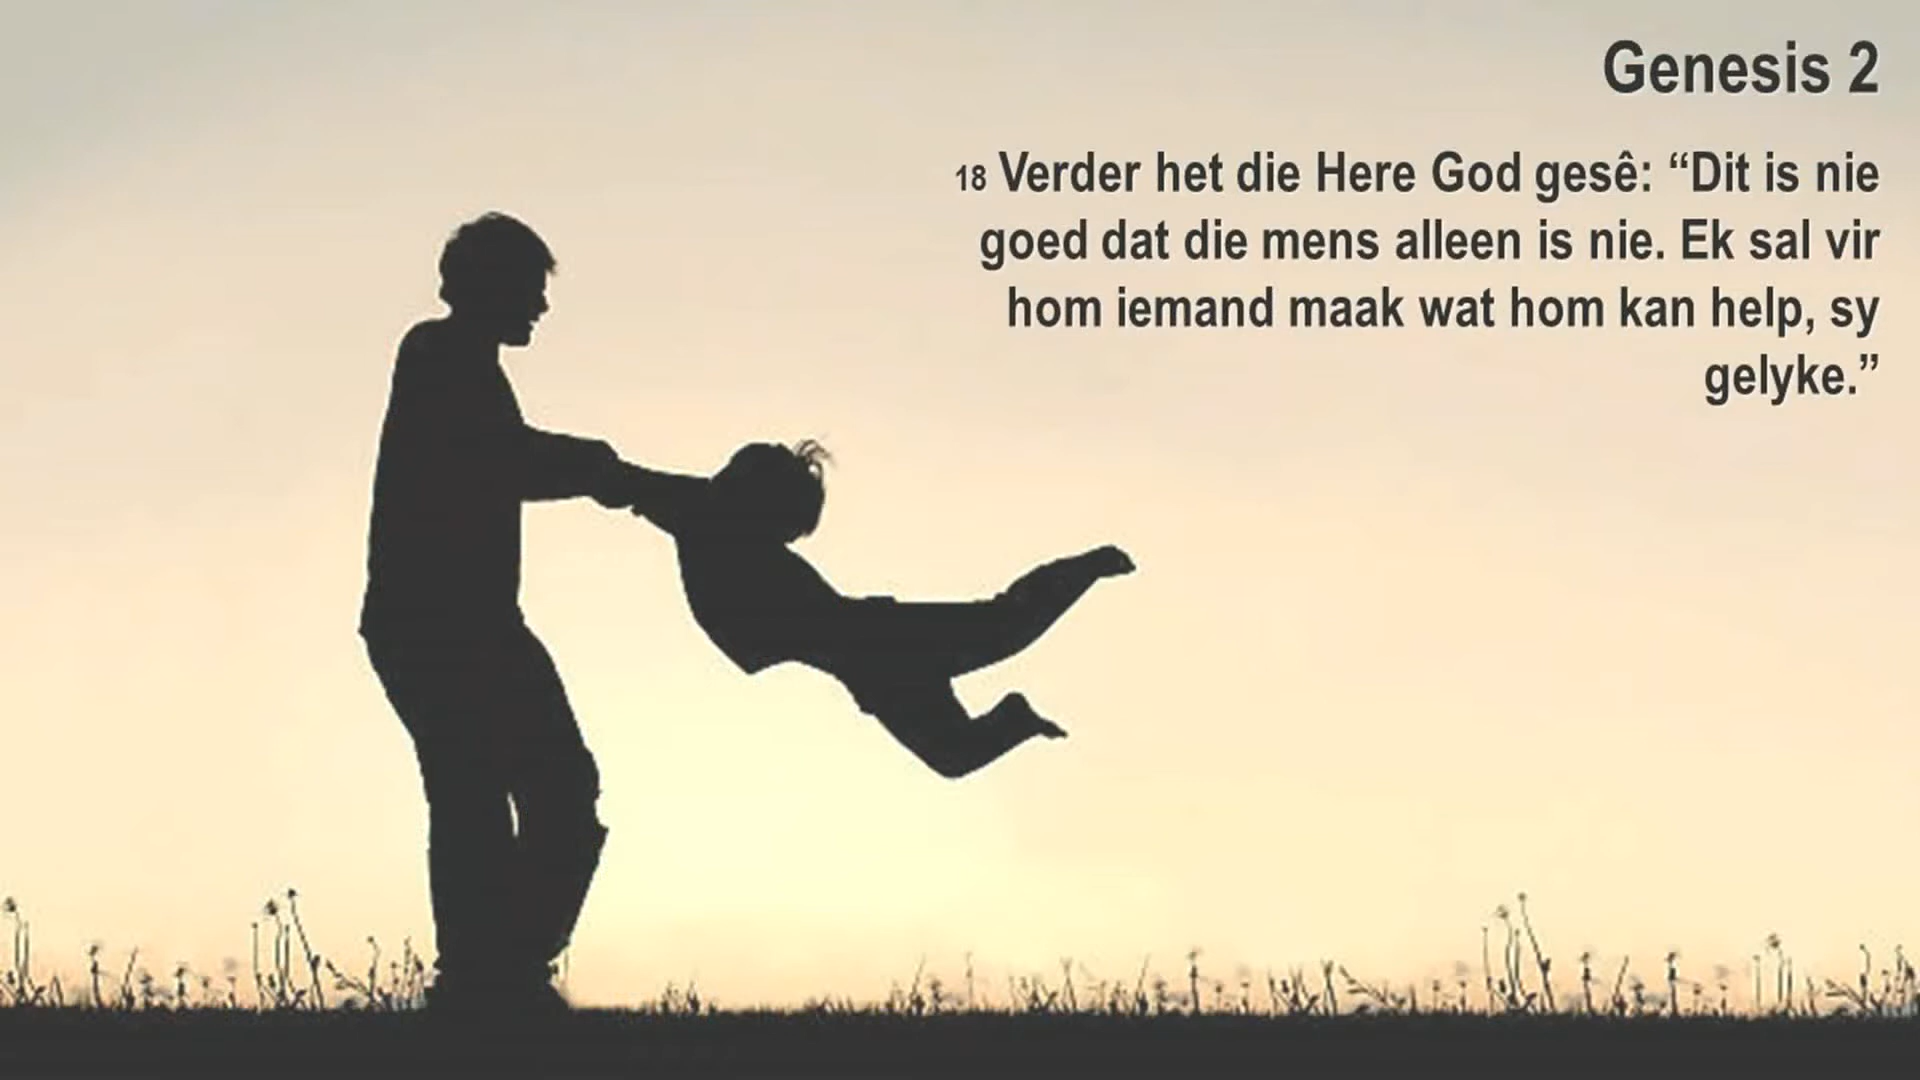 Genesis 2
18 Verder het die Here God gesê: “Dit is nie
goed dat die mens alleen is nie. Ek sal vir
hom iemand maak wat hom kan help, sy
gelyke.”